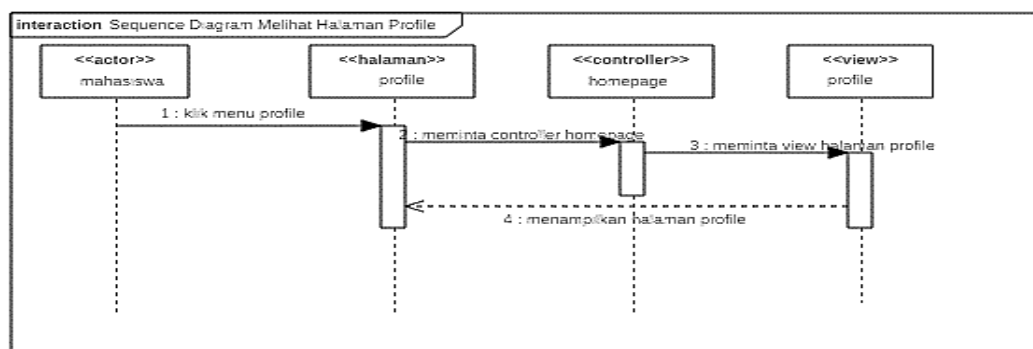 interaction Sequence Diagram Melihat Halaman Profile
<<actor>>
mahasiswa
<<halaman>>
profile
<<controller>>
homepage
<<view>>
profile
1 : klik menu profile
2 : meminta controller homepage
3 : meminta view halaman profile
4 : menampilkan halaman profile